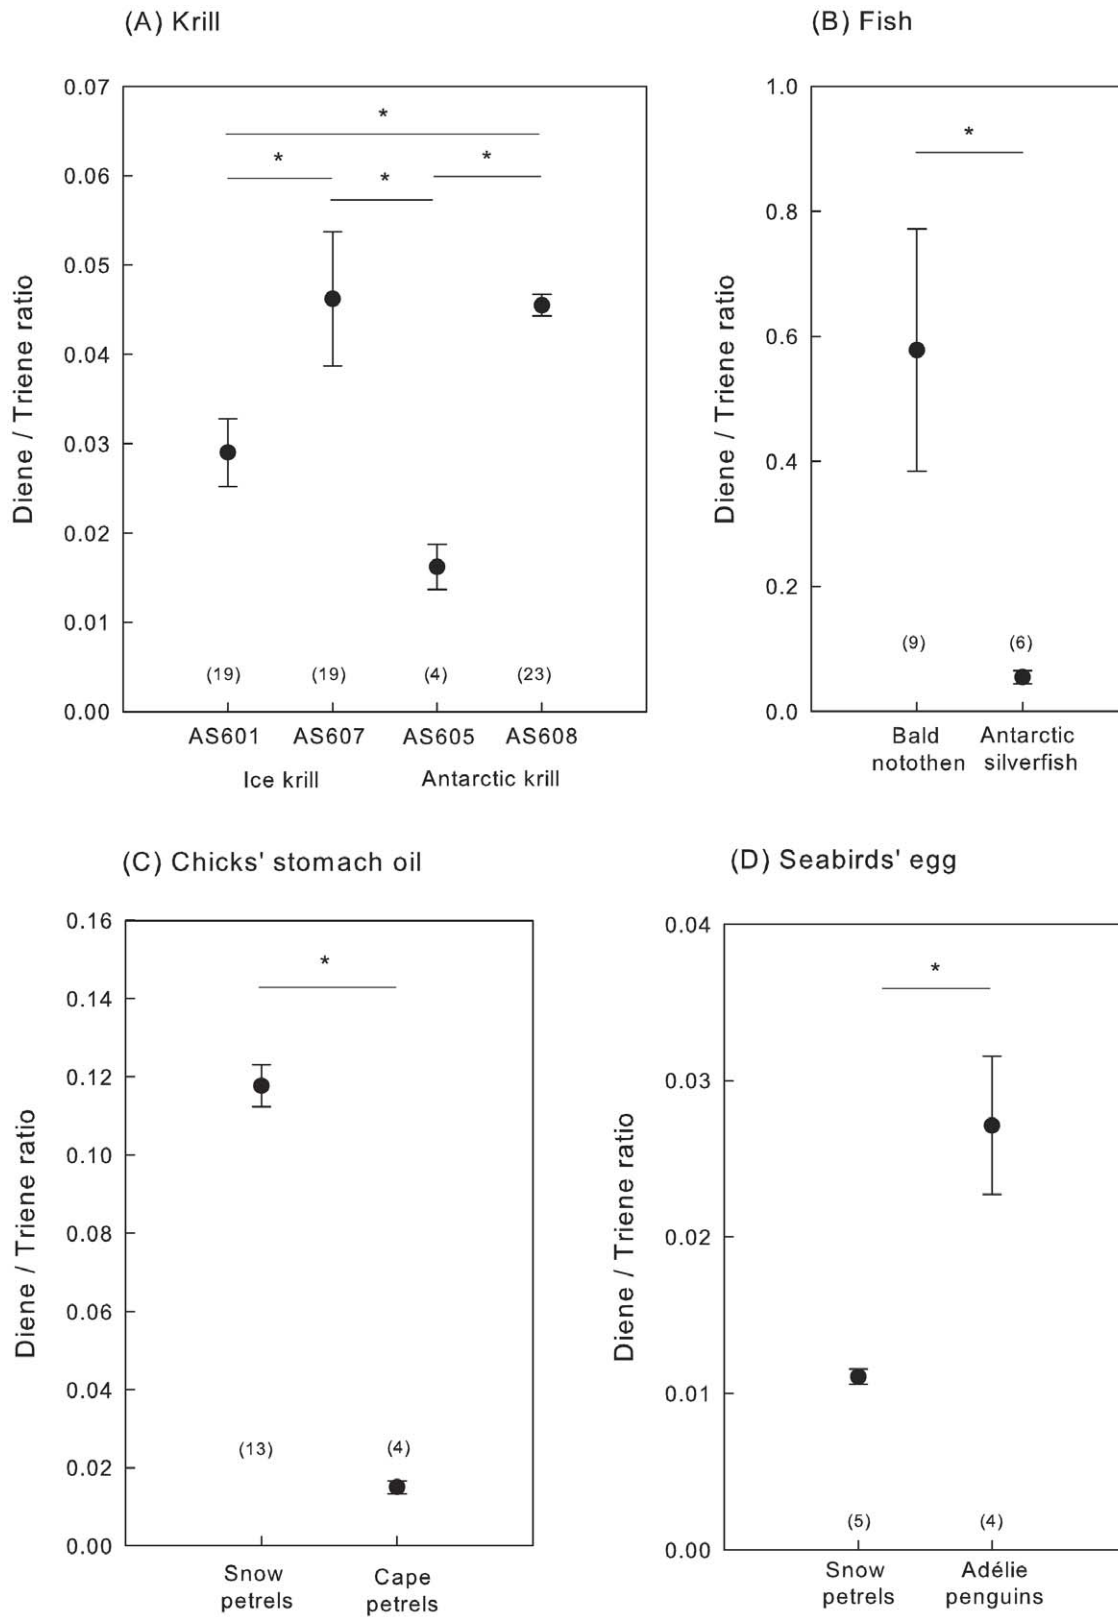 (A) Krill
Diene / Triene ratio
0.07
0.06
0.05
0.04
0.03
0.02
0.01
0.00
*
*
*
*
(19)
(19)
(4)
(23)
AS601
AS607
AS605
AS608
Ice krill
Antarctic krill
(B) Fish
Diene / Triene ratio
1.0
0.8
0.6
0.4
0.2
0.0
*
(9)
(6)
Bald
notothen
Antarctic
silverfish
(C) Chicks' stomach oil
Diene / Triene ratio
0.16
0.14
0.12
0.10
0.08
0.06
0.04
0.02
0.00
*
(13)
(4)
Snow
petrels
Cape
petrels
(D) Seabirds' egg
Diene / Triene ratio
0.04
0.03
0.02
0.01
0.00
*
(5)
(4)
Snow
petrels
Adélie
penguins